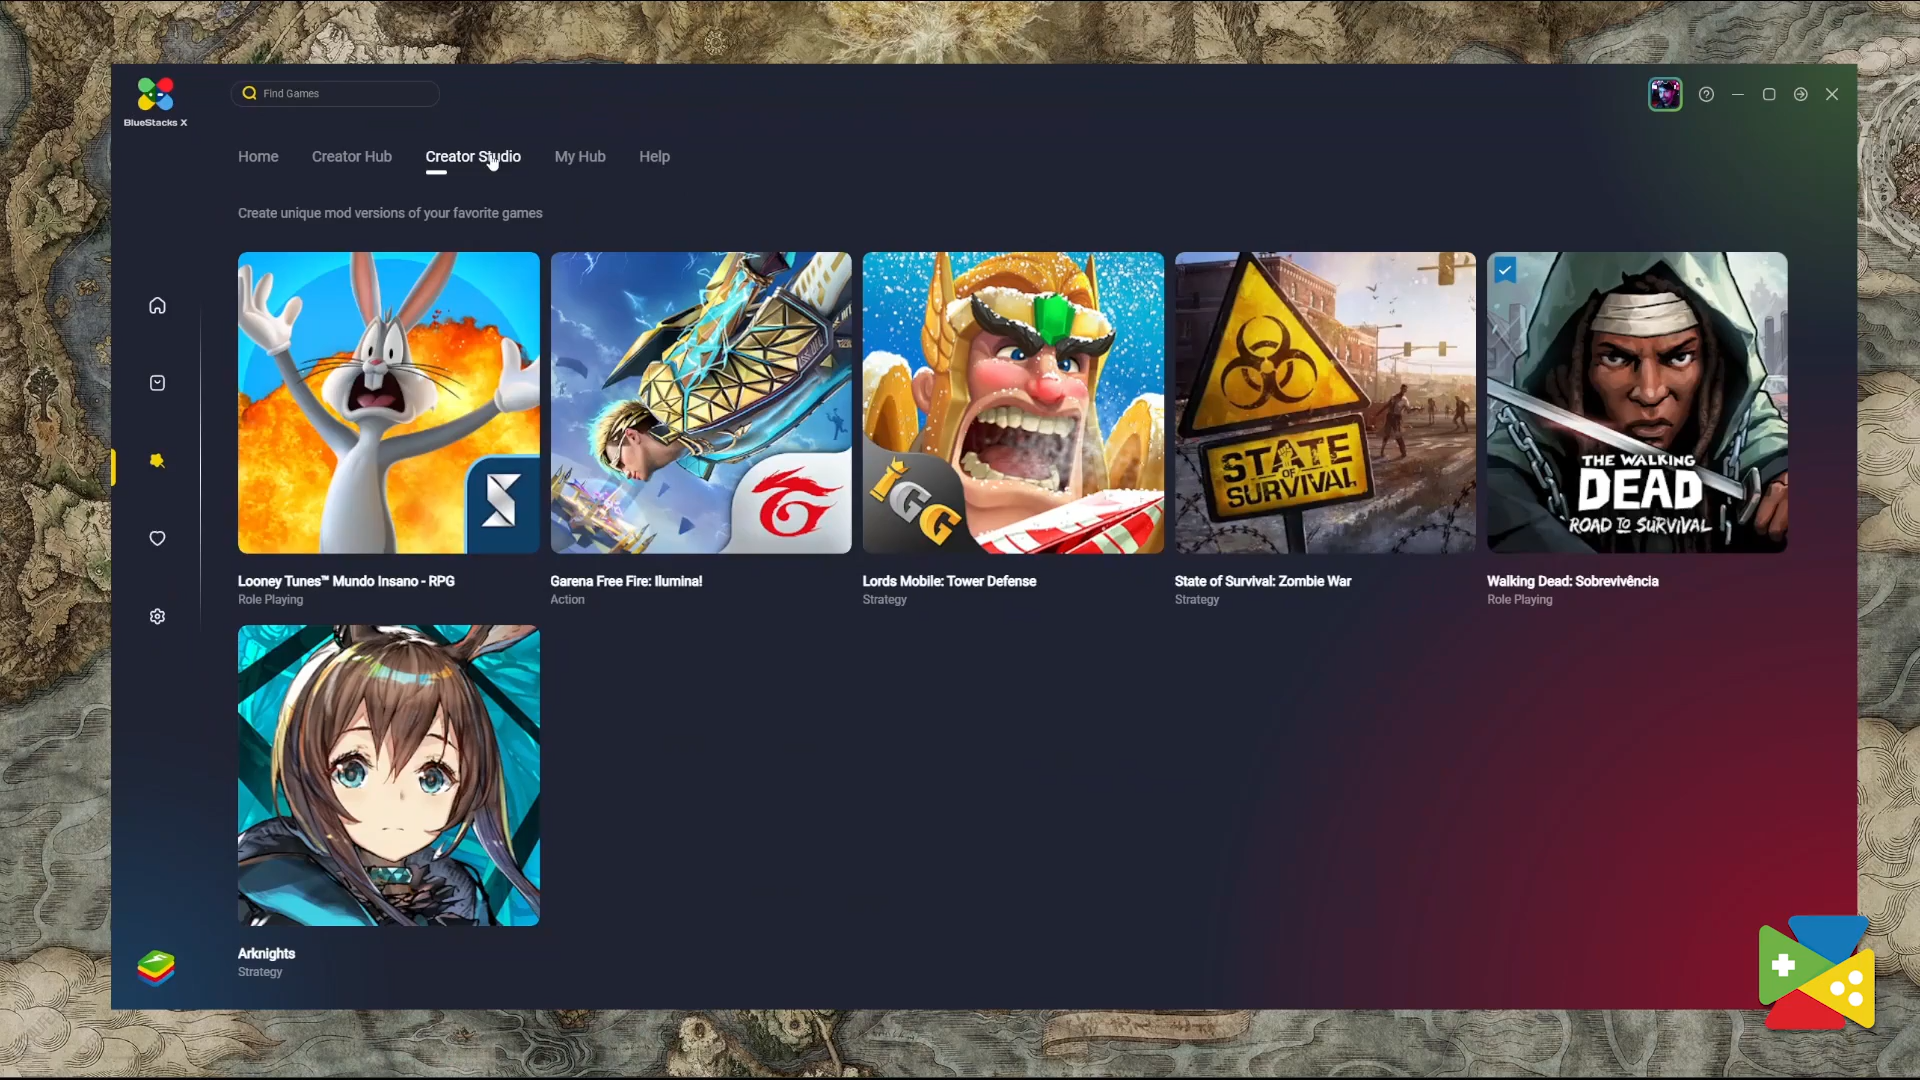 BlueStacks X
Find Games
Home Creator Hub Creator Studio My Hub Help
Create unique mod versions of your favorite games
IGG
STATE
OF
SURVIVAL
THE WALKING
DEAD
ROAD TO SURVIVAL
Looney Tunes™ Mundo Insano - RPG
Role Playing
Garena Free Fire: Ilumina!
Action
Lords Mobile: Tower Defense
Strategy
State of Survival: Zombie War
Strategy
Walking Dead: Sobrevivência
Role Playing
Arknights
Strategy